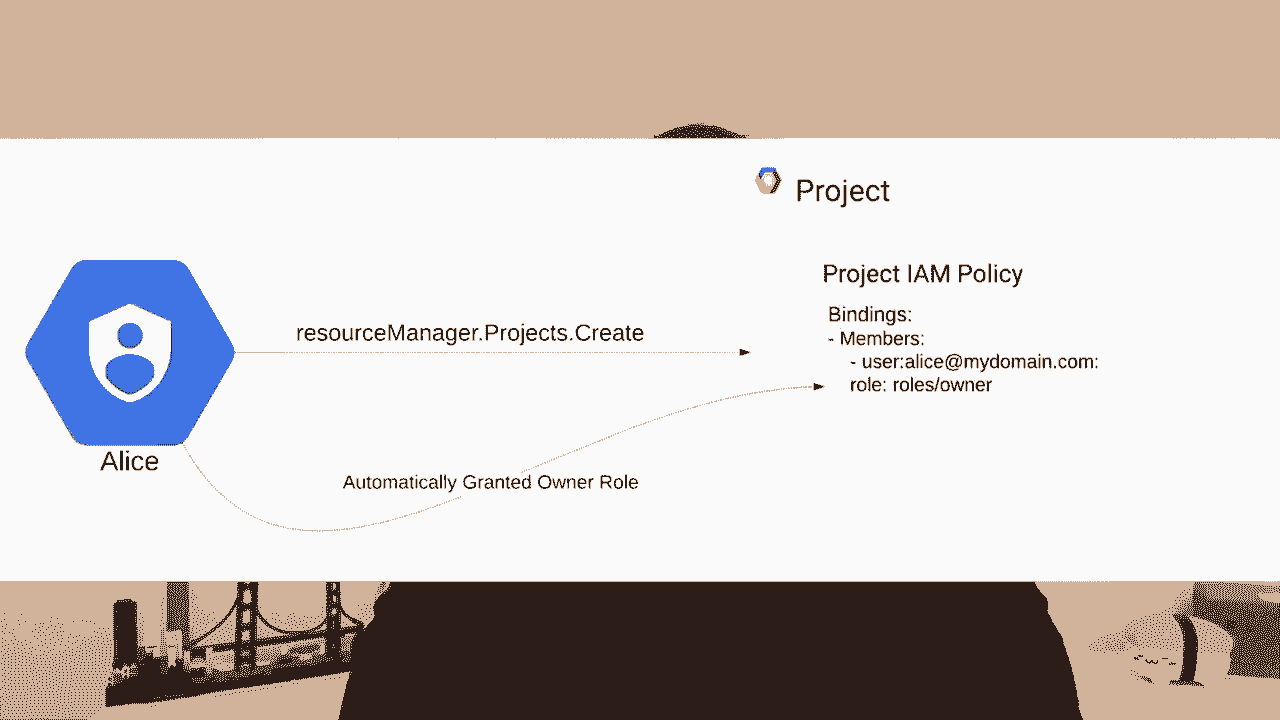 Project
Project IAM Policy
Bindings:
- Members:
- user:alice@mydomain.com:
role: roles/owner
resourceManager.Projects.Create
Alice
Automatically Granted Owner Role